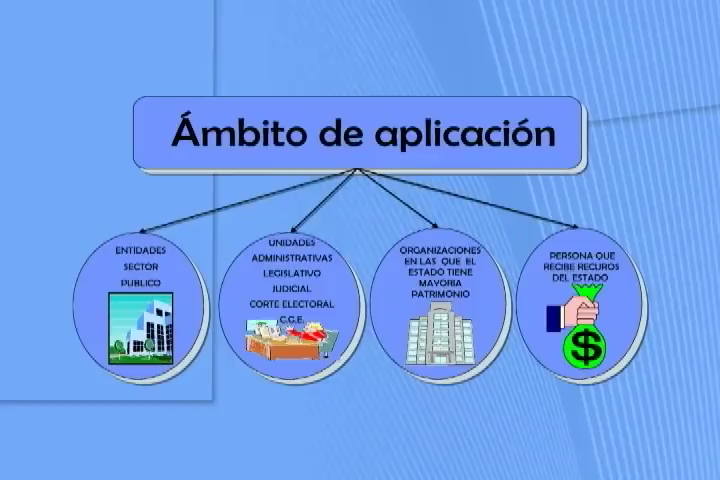 Ámbito de aplicación
ENTIDADES
SECTOR
PUBLICO
UNIDADES
ADMINISTRATIVAS
LEGISLATIVO
JUDICIAL
CORTE ELECTORAL
C.G.E.
ORGANIZACIONES
EN LAS QUE EL
ESTADO TIENE
MAYORIA
PATRIMONIO
PERSONA QUE
RECIBE RECUROS
DEL ESTADO
$